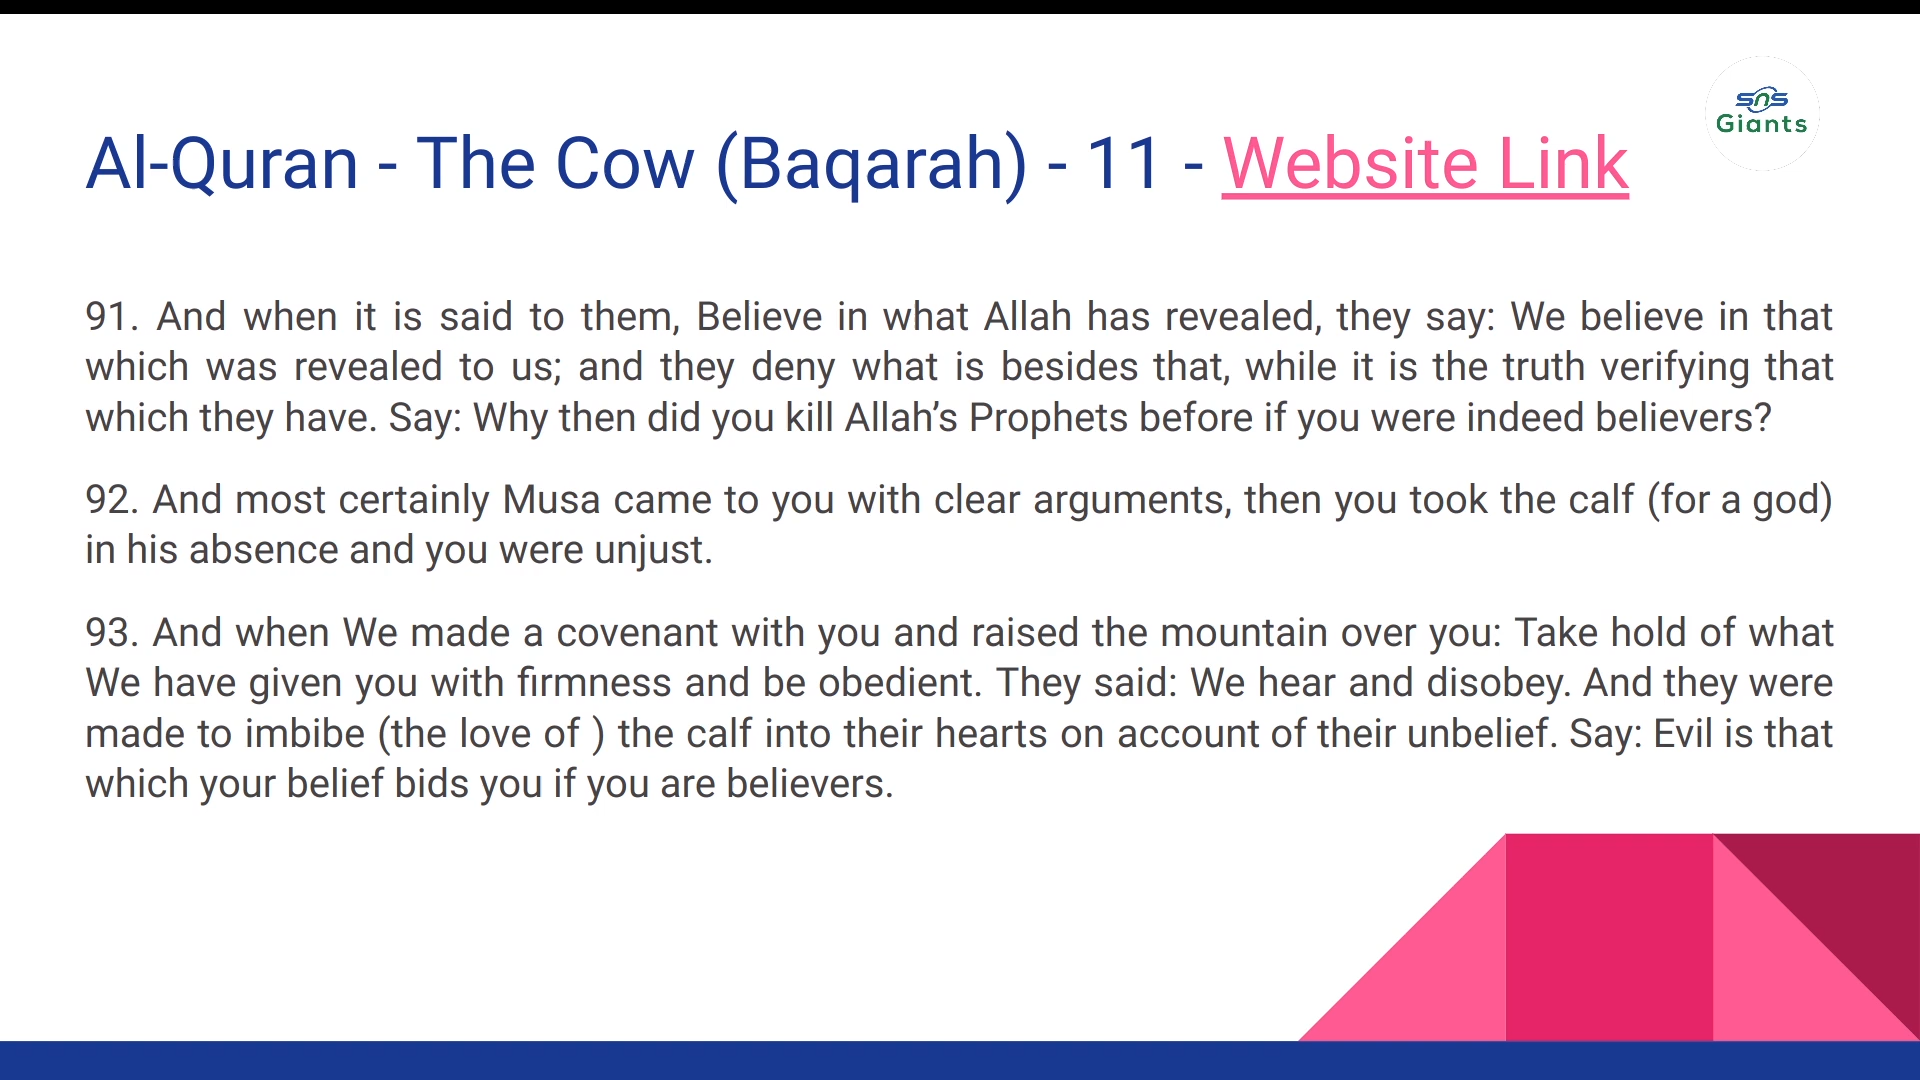 sns
Giants
Al-Quran - The Cow (Baqarah) - 11 - Website Link
91. And when it is said to them, Believe in what Allah has revealed, they say: We believe in that
which was revealed to us; and they deny what is besides that, while it is the truth verifying that
which they have. Say: Why then did you kill Allah’s Prophets before if you were indeed believers?
92. And most certainly Musa came to you with clear arguments, then you took the calf (for a god)
in his absence and you were unjust.
93. And when We made a covenant with you and raised the mountain over you: Take hold of what
We have given you with firmness and be obedient. They said: We hear and disobey. And they were
made to imbibe (the love of ) the calf into their hearts on account of their unbelief. Say: Evil is that
which your belief bids you if you are believers.